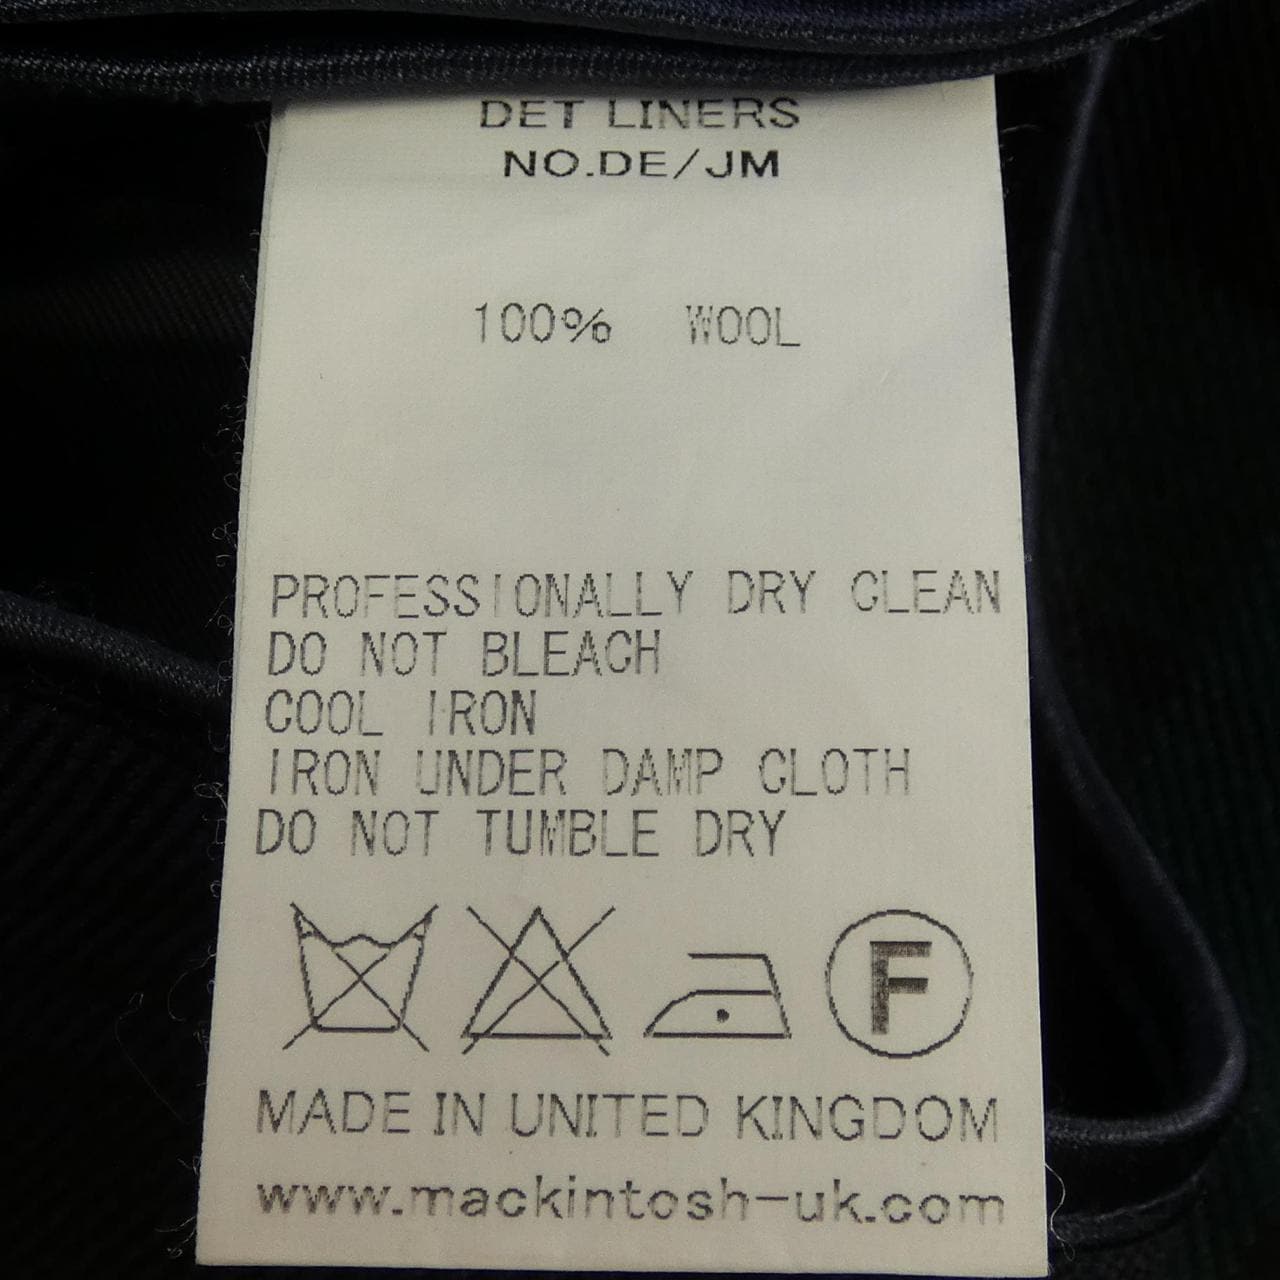 DET LINERS
NO.DE/JM
100% WOOL
PROFESSIONALLY DRY CLEAN
DO NOT BLEACH
COOL IRON
IRON UNDER DAMP CLOTH
DO NOT TUMBLE DRY
F
MADE IN UNITED KINGDOM
www.mackintosh-uk.com